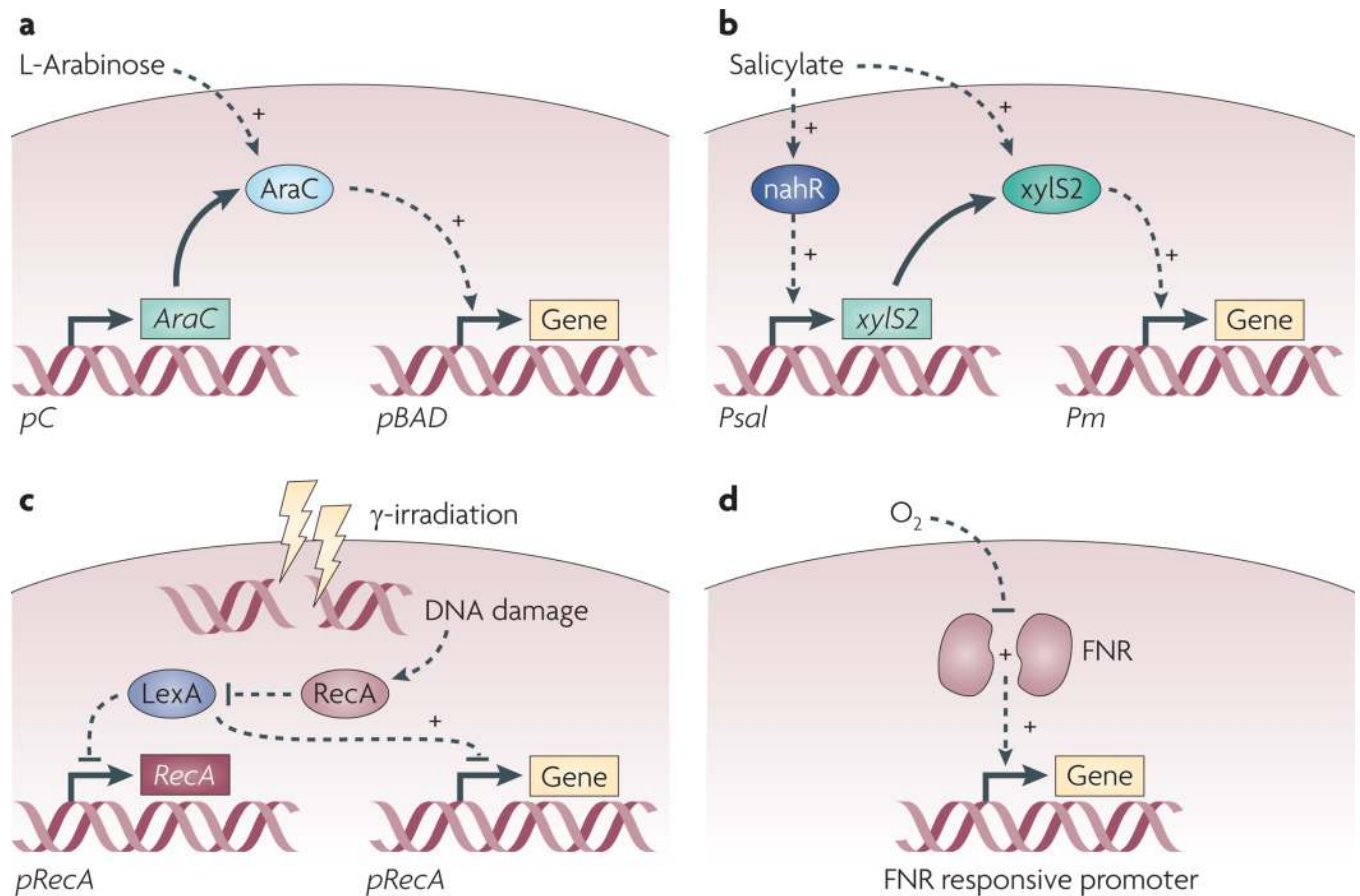 a
L-Arabinose
+
AraC
+
AraC
Gene
pC
pBAD
b
Salicylate
+
+
nahR
xylS2
+
+
xylS2
Gene
Psal
Pm
c
γ-irradiation
DNA damage
LexA
RecA
+
RecA
Gene
pRecA
pRecA
d
O₂
+
FNR
+
Gene
FNR responsive promoter